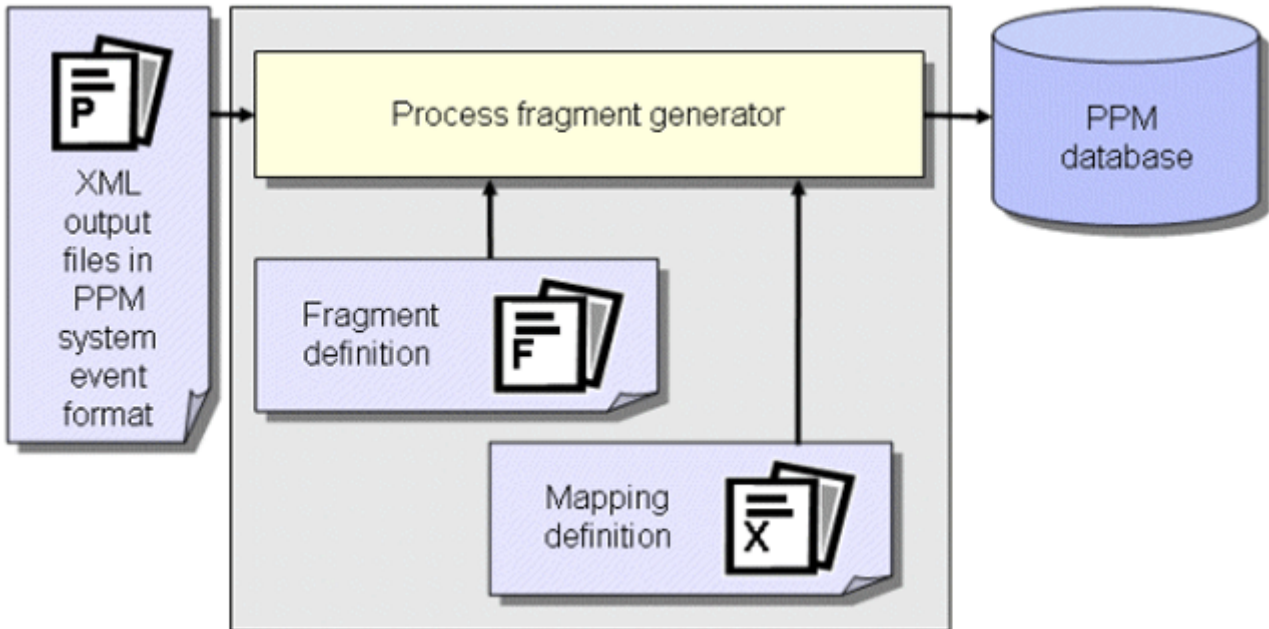 P
XML
output
files in
PPM
system
event
format
Process fragment generator
PPM
database
Fragment
definition
F
Mapping
definition
X